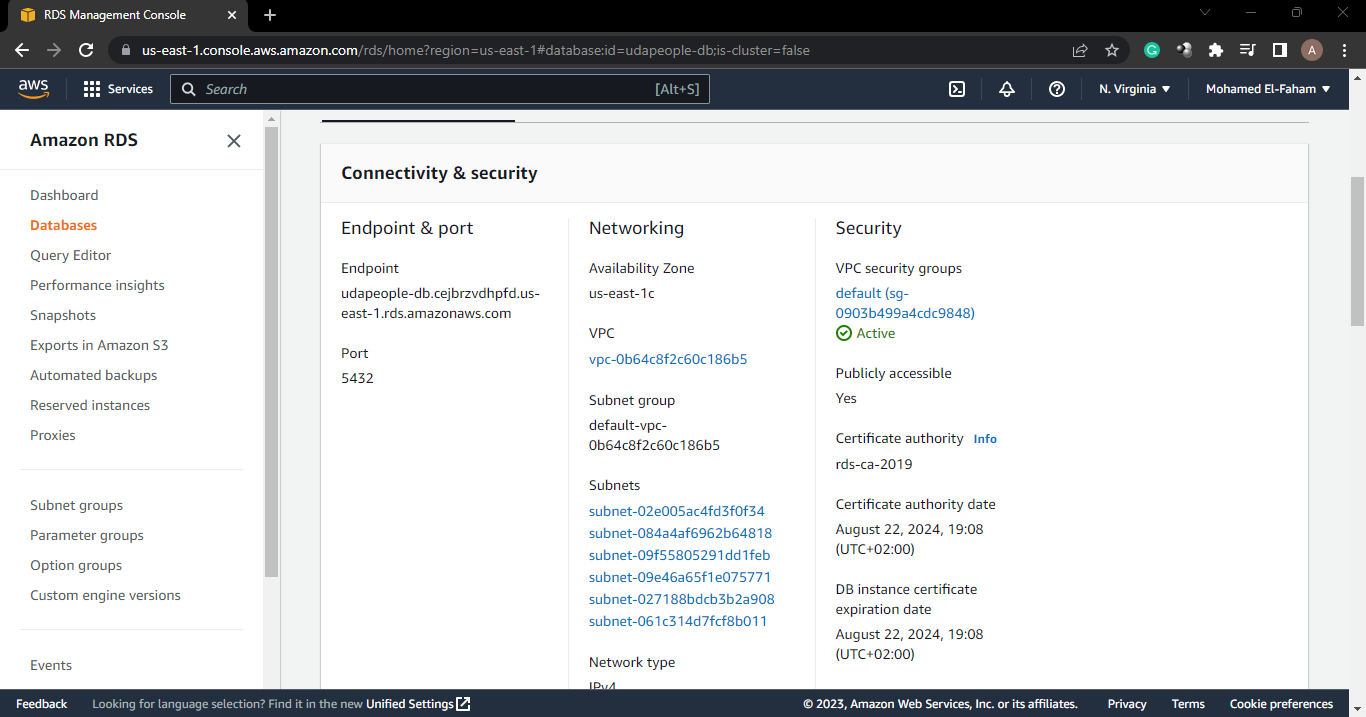 RDS Management Console
us-east-1.console.aws.amazon.com/rds/home?region=us-east-1#database:id=udapeople-db;is-cluster=false
A
aws
Services
Search
[Alt+S]
N. Virginia
Mohamed El-Faham
Amazon RDS
Dashboard
Databases
Query Editor
Performance insights
Snapshots
Exports in Amazon S3
Automated backups
Reserved instances
Proxies
Subnet groups
Parameter groups
Option groups
Custom engine versions
Events
Connectivity & security
Endpoint & port
Endpoint
udapeople-db.cejbrzvdhpfd.us-
east-1.rds.amazonaws.com
Port
5432
Networking
Availability Zone
us-east-1c
VPC
vpc-0b64c8f2c60c186b5
Subnet group
default-vpc-
0b64c8f2c60c186b5
Subnets
subnet-02e005ac4fd3f0f34
subnet-084a4af6962b64818
subnet-09f55805291dd1feb
subnet-09e46a65f1e075771
subnet-027188bdcb3b2a908
subnet-061c314d7fcf8b011
Network type
IPv4
Security
VPC security groups
default (sg-
0903b499a4cdc9848)
Active
Publicly accessible
Yes
Certificate authority Info
rds-ca-2019
Certificate authority date
August 22, 2024, 19:08
(UTC+02:00)
DB instance certificate
expiration date
August 22, 2024, 19:08
(UTC+02:00)
Feedback
Looking for language selection? Find it in the new Unified Settings
© 2023, Amazon Web Services, Inc. or its affiliates.
Privacy
Terms
Cookie preferences